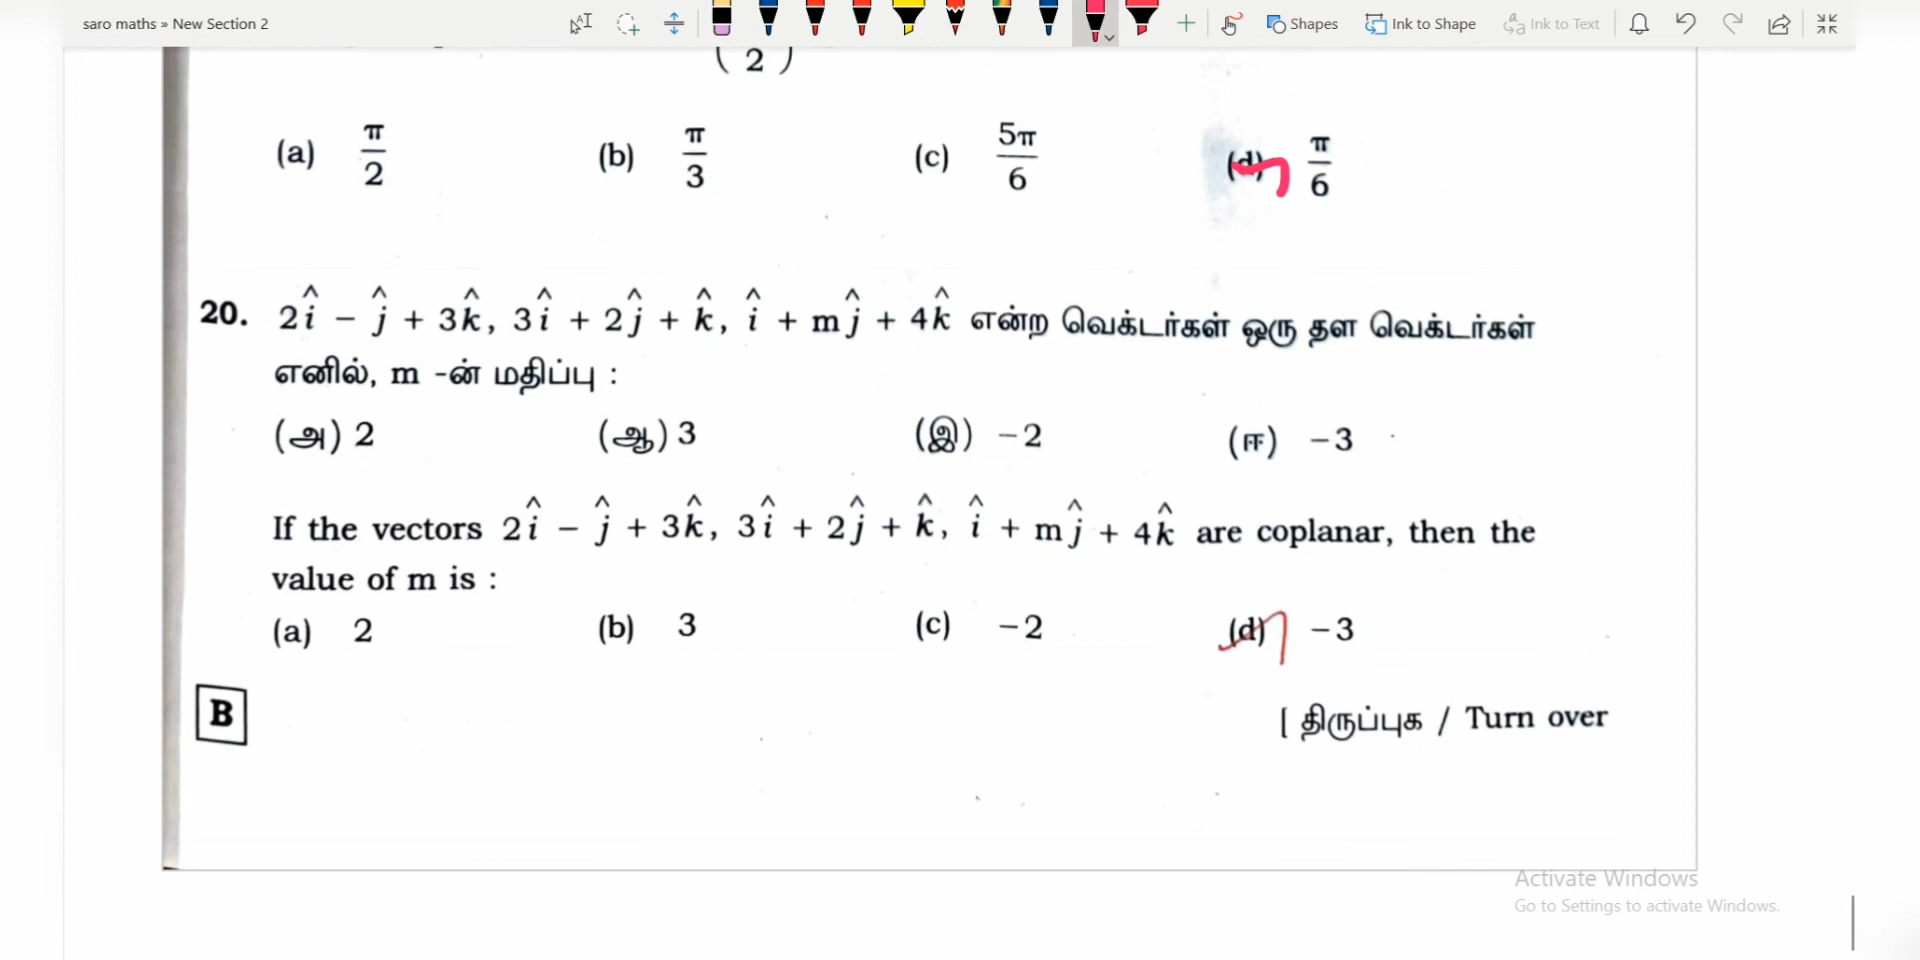 saro maths » New Section 2
Shapes
Ink to Shape
Ink to Text
( 2 )
(a) π/2 (b) π/3 (c) 5π/6 (d) π/6
20. 2î − ĵ + 3k̂, 3î + 2ĵ + k̂, î + mĵ + 4k̂ என்ற வெக்டர்கள் ஒரு தள வெக்டர்கள்
எனில், m -ன் மதிப்பு :
(அ) 2 (ஆ) 3 (இ) −2 (ஈ) −3
If the vectors 2î − ĵ + 3k̂, 3î + 2ĵ + k̂, î + mĵ + 4k̂ are coplanar, then the
value of m is :
(a) 2 (b) 3 (c) −2 (d) −3
B
[ திருப்புக / Turn over
Activate Windows
Go to Settings to activate Windows.